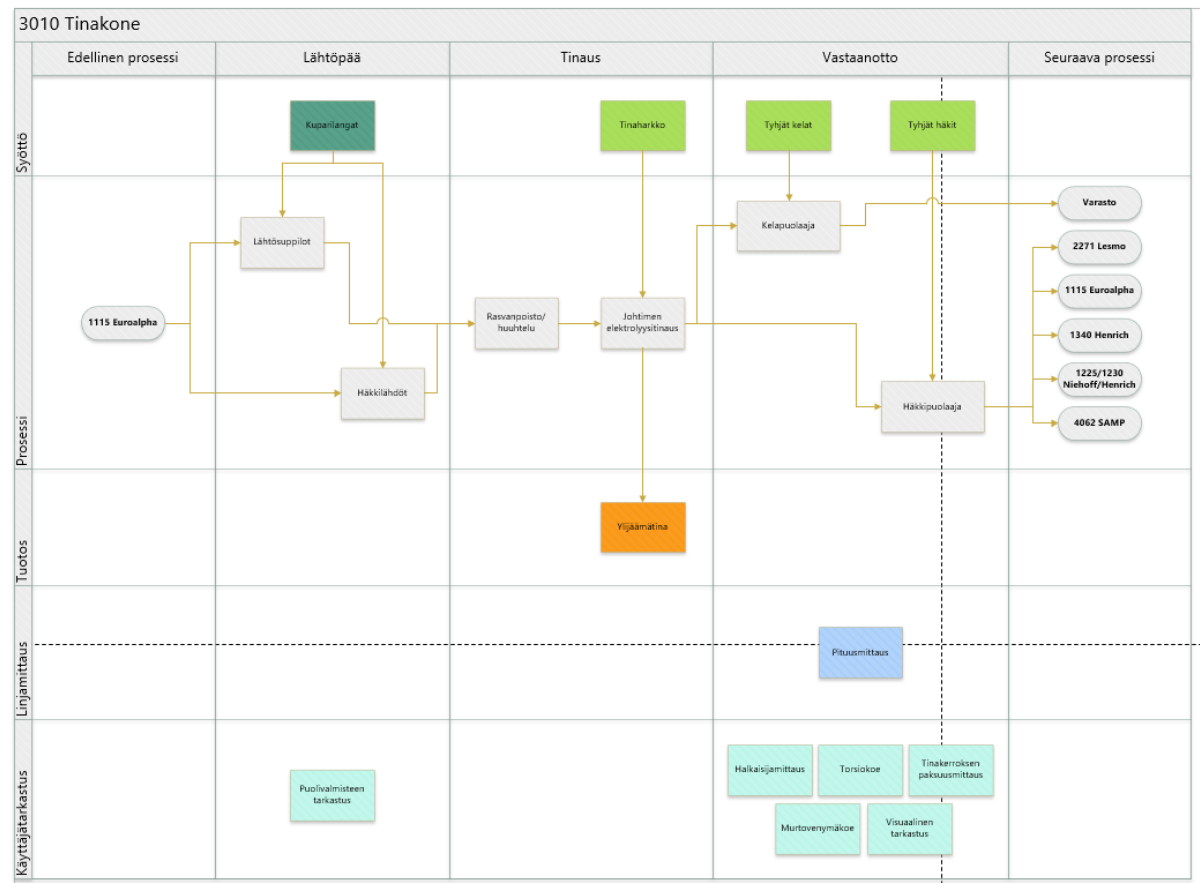 3010 Tinakone
Edellinen prosessi
Lähtöpää
Tinaus
Vastaanotto
Seuraava prosessi
Syöttö
Kuparilangat
Tinaharkko
Tyhjät kelat
Tyhjät häkit
Prosessi
1115 Euroalpha
Lähtösuppilot
Häkkilähdöt
Rasvanpoisto/
huuhtelu
Johtimen
elektrolyysitinaus
Kelapuolaaja
Häkkipuolaaja
Varasto
2271 Lesmo
1115 Euroalpha
1340 Henrich
1225/1230
Niehoff/Henrich
4062 SAMP
Tuotos
Ylijäämätina
Linjamittaus
Pituusmittaus
Käyttäjätarkastus
Puolivalmisteen
tarkastus
Halkaisijamittaus
Torsiokoe
Tinakerroksen
paksuusmittaus
Murtovenymäkoe
Visuaalinen
tarkastus